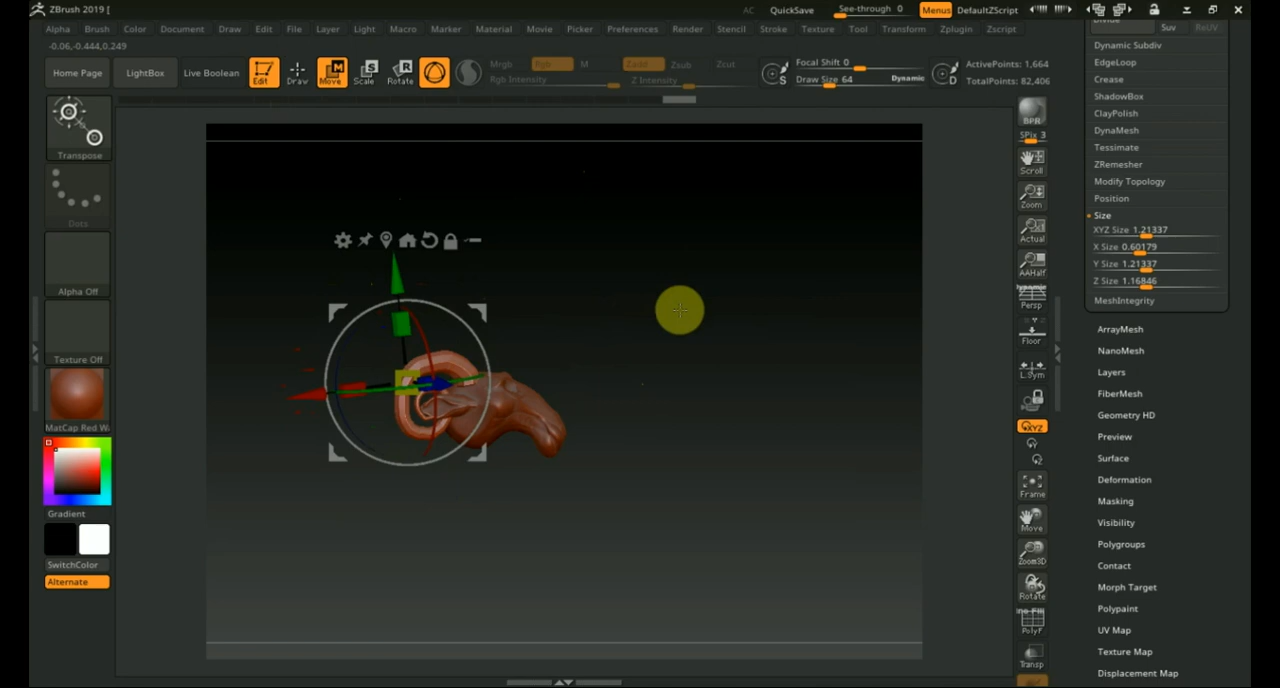 ZBrush 2019 [
AC QuickSave See-through 0 Menus DefaultZScript
Alpha Brush Color Document Draw Edit File Layer Light Macro Marker Material Movie Picker Preferences Render Stencil Stroke Texture Tool Transform Zplugin Zscript
-0.06,-0.444,0.249
Home Page LightBox Live Boolean Edit Draw Move Scale Rotate
Mrgb Rgb M Zadd Zsub Zcut
Rgb Intensity Z Intensity
Focal Shift 0
Draw Size 64 Dynamic
ActivePoints: 1,664
TotalPoints: 82,406
S D
Transpose
Dots
Alpha Off
Texture Off
MatCap Red W
Gradient
SwitchColor
Alternate
BPR
SPix 3
Scroll
Zoom
Actual
AAHalf
Dynamic
Persp
Floor
L.Sym
XYZ
Y
Z
Frame
Move
Zoom3D
Rotate
PolyF
Transp
Divide Suv ReUV
Dynamic Subdiv
EdgeLoop
Crease
ShadowBox
ClayPolish
DynaMesh
Tessimate
ZRemesher
Modify Topology
Position
Size
XYZ Size 1.21337
X Size 0.60179
Y Size 1.21337
Z Size 1.16846
MeshIntegrity
ArrayMesh
NanoMesh
Layers
FiberMesh
Geometry HD
Preview
Surface
Deformation
Masking
Visibility
Polygroups
Contact
Morph Target
Polypaint
UV Map
Texture Map
Displacement Map